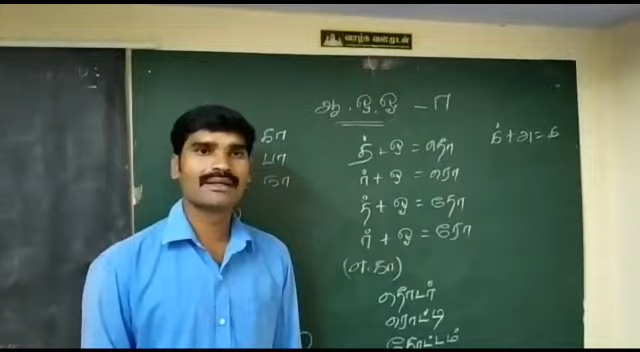 வாழ்க வளமுடன்
ஆ . ஒ, ஓ – ா
த் + ஒ = தொ
ர் + ஒ = ரொ
த் + ஓ = தோ
ர் + ஓ = ரோ
(எ.கா)
தொடர்
ரொட்டி
தோட்டம்
பா
க் + அ = க